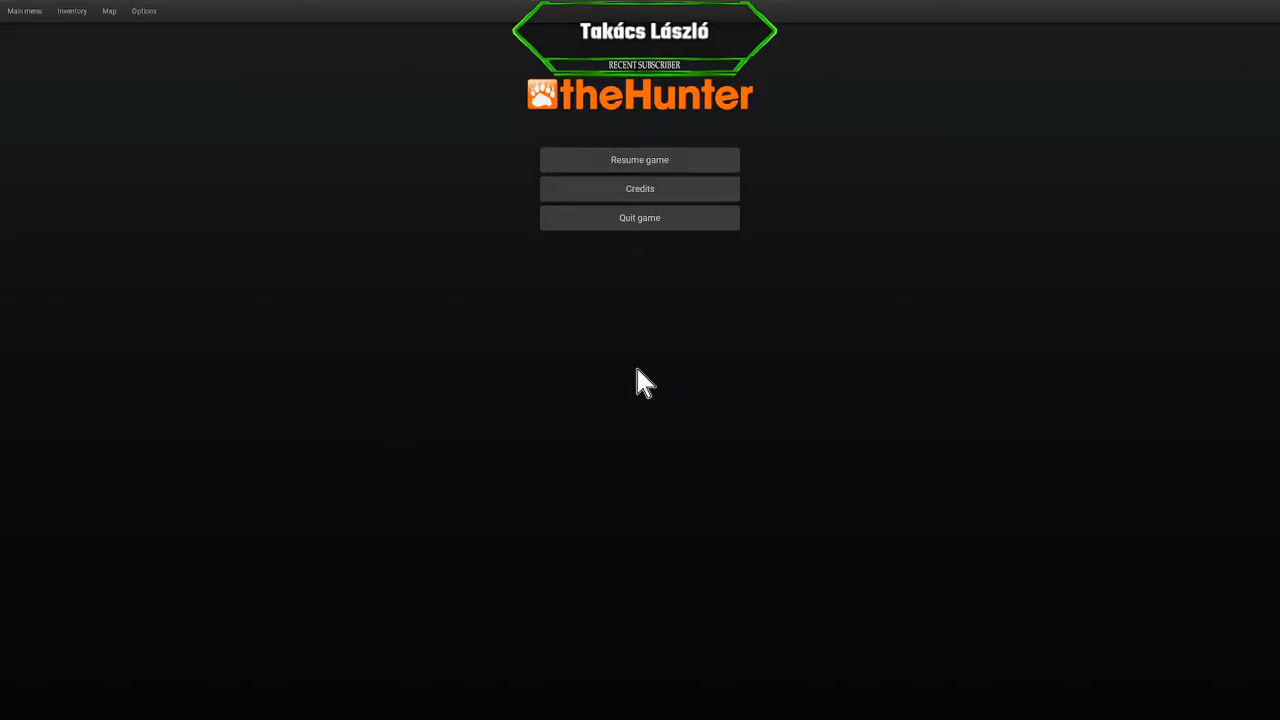 Main menu Inventory Map Options
Takács László
RECENT SUBSCRIBER
theHunter
Resume game
Credits
Quit game